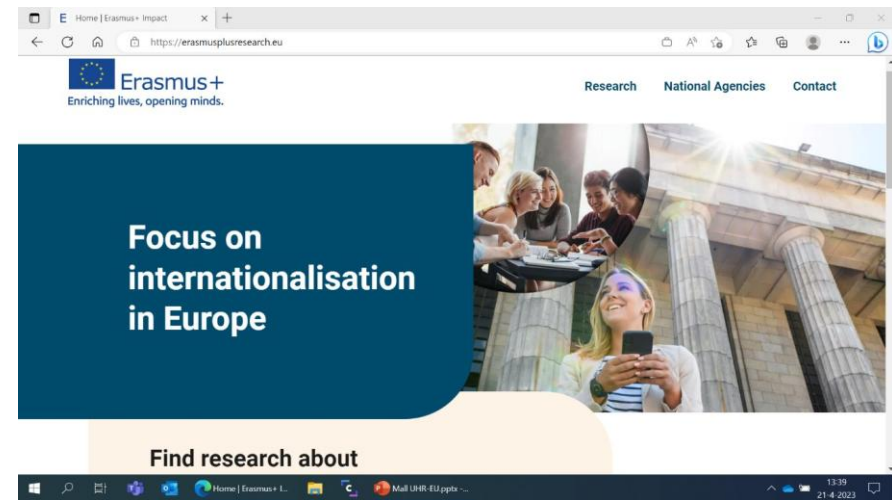 Home | Erasmus+ Impact
https://erasmusplusresearch.eu
Erasmus+
Enriching lives, opening minds.
Research National Agencies Contact
Focus on
internationalisation
in Europe
Find research about
Home | Erasmus+ I...
Mall UHR-EU.pptx -...
13:39
21-4-2023